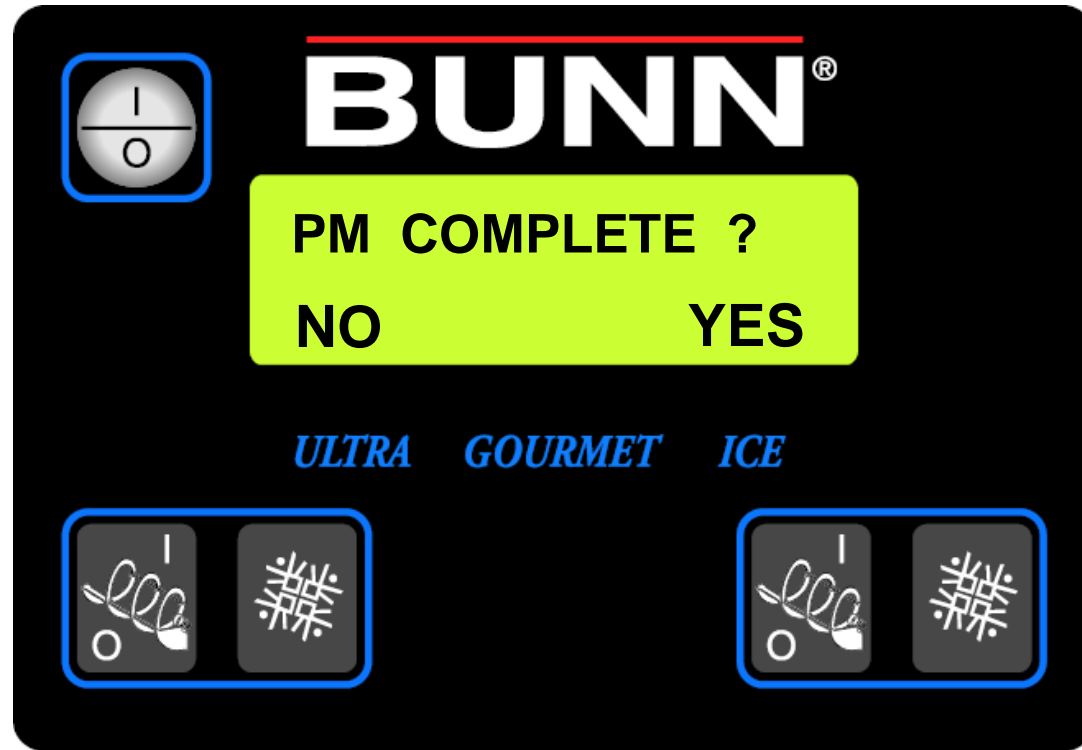 I
O
BUNN®
PM COMPLETE ?
NO YES
ULTRA GOURMET ICE
I I
O O